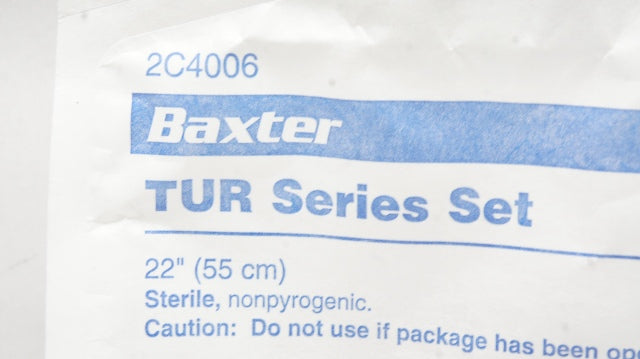 2C4006
Baxter
TUR Series Set
22" (55 cm)
Sterile, nonpyrogenic.
Caution: Do not use if package has been